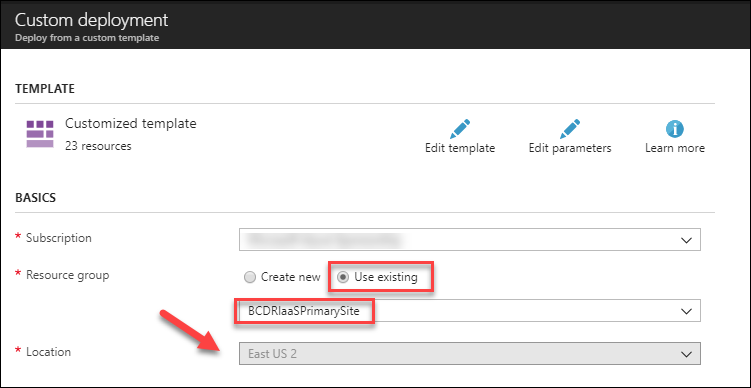 Custom deployment
Deploy from a custom template
TEMPLATE
Customized template
23 resources
Edit template
Edit parameters
Learn more
BASICS
* Subscription
* Resource group
Create new
Use existing
BCDRIaaSPrimarySite
* Location
East US 2